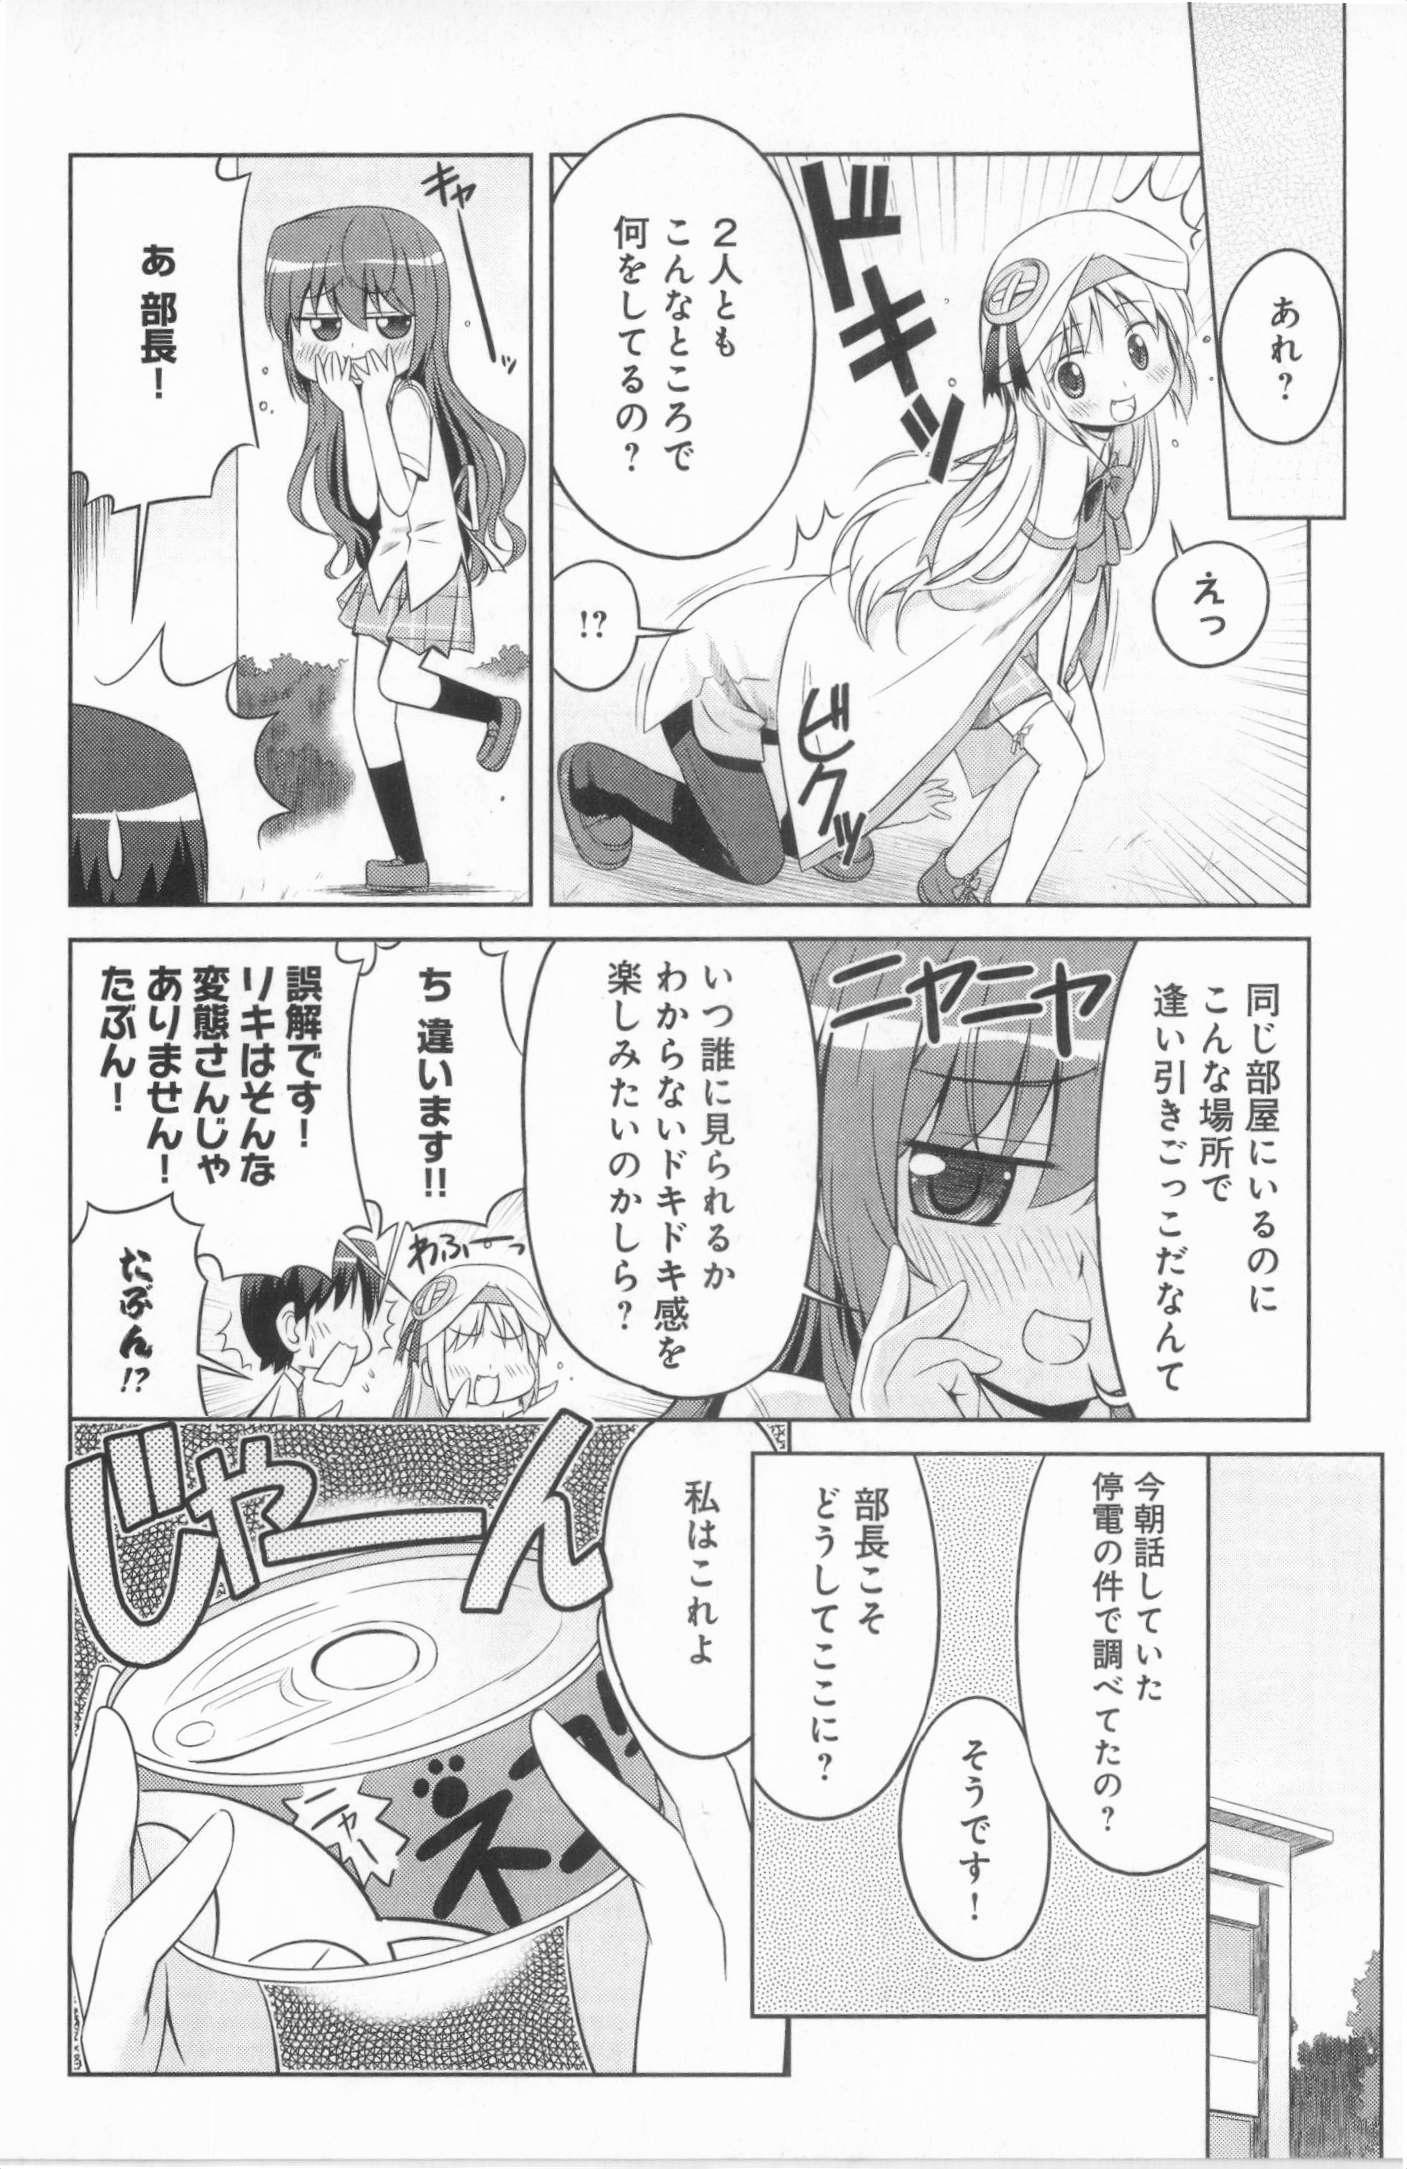 あれ?
2人とも
こんなところで
何をしてるの?
ドキッ
えっ
!?
ビクッ
キャーッ
あ 部長!
同じ部屋にいるのに
こんな場所で
逢い引きごっこだなんて
ニヤニヤ
いつ誰に見られるか
わからないドキドキ感を
楽しみたいのかしら?
ち 違います!!
わふーっ
誤解です!
リキはそんな
変態さんじゃ
ありません!
たぶん!
たぶん!?
今朝話していた
停電の件で調べてたの?
そうです!
部長こそ
どうしてここに?
私はこれよ
じゃーん
ニャー